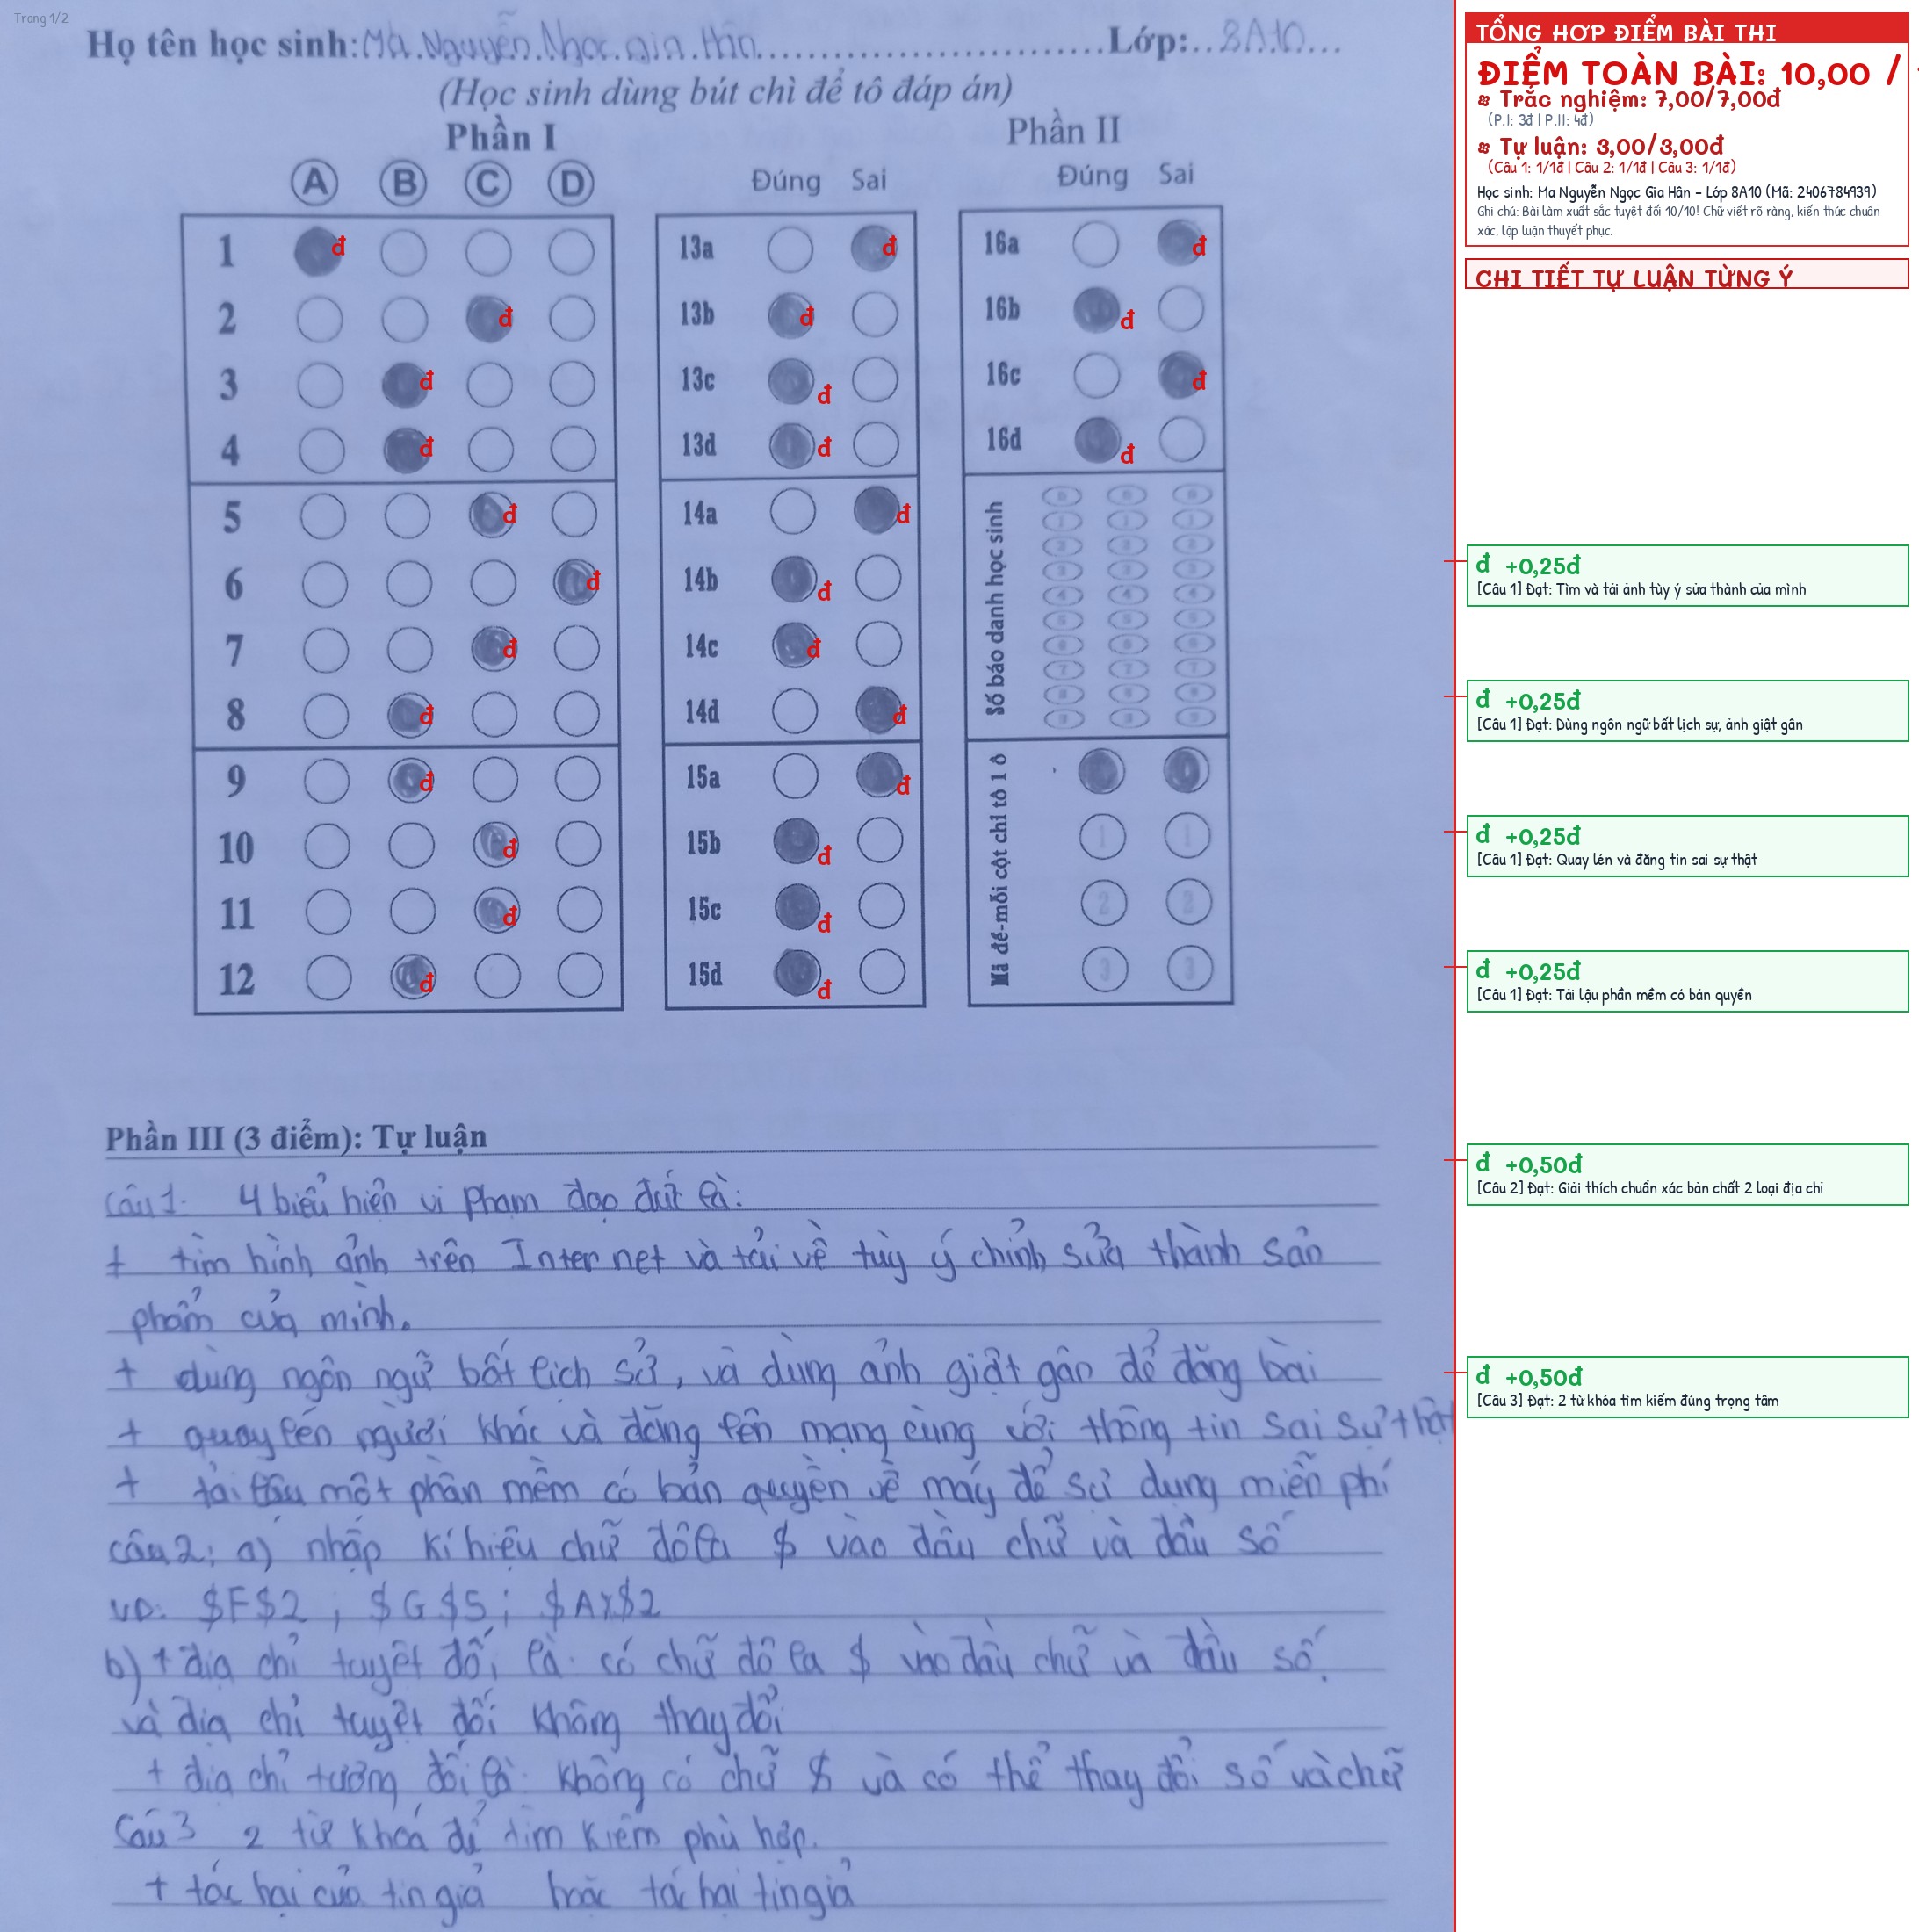 Trang 1/2
Họ tên học sinh: Ma Nguyễn Ngọc gia Hân Lớp: 8A10
(Học sinh dùng bút chì để tô đáp án)
Phần I
Phần II
A B C D
Đúng Sai
Đúng Sai
1 đ
2 đ
3 đ
4 đ
5 đ
6 đ
7 đ
8 đ
9 đ
10 đ
11 đ
12 đ
13a đ
13b đ
13c đ
13d đ
14a đ
14b đ
14c đ
14d đ
15a đ
15b đ
15c đ
15d đ
16a đ
16b đ
16c đ
16d đ
Số báo danh học sinh
Mã đề-mỗi cột chỉ tô 1 ô
1 1
2 2
3 3
Phần III (3 điểm): Tự luận
Câu 1. 4 biểu hiện vi phạm đạo đức là:
+ tìm hình ảnh trên Internet và tải về tùy ý chỉnh sửa thành sản
phẩm của mình.
+ dùng ngôn ngữ bất lịch sở, và dùng ảnh giật gân để đăng bài
+ quay lén người khác và đăng lên mạng cùng với thông tin sai sự thật
+ tải lậu một phần mềm có bản quyền về máy để sử dụng miễn phí
câu 2; a) nhập kí hiệu chữ đôla $ vào đầu chữ và đầu số
VD: $F$2 ; $G$5 ; $AX$2
b) + địa chỉ tuyệt đối là có chữ đô la $ vào đầu chữ và đầu số
và địa chỉ tuyệt đối không thay đổi
+ địa chỉ tương đối là không có chữ $ và có thể thay đổi số và chữ
Câu 3 2 từ khóa để tìm kiếm phù hợp.
+ tác hại của tin giả hoặc tác hại tin giả
TỔNG HỢP ĐIỂM BÀI THI
ĐIỂM TOÀN BÀI: 10,00 /
Trắc nghiệm: 7,00/7,00đ
(P.I: 3đ | P.II: 4đ)
Tự luận: 3,00/3,00đ
(Câu 1: 1/1đ | Câu 2: 1/1đ | Câu 3: 1/1đ)
Học sinh: Ma Nguyễn Ngọc Gia Hân - Lớp 8A10 (Mã: 2406784939)
Ghi chú: Bài làm xuất sắc tuyệt đối 10/10! Chữ viết rõ ràng, kiến thức chuẩn
xác, lập luận thuyết phục.
CHI TIẾT TỰ LUẬN TỪNG Ý
đ +0,25đ
[Câu 1] Đạt: Tìm và tải ảnh tùy ý sửa thành của mình
đ +0,25đ
[Câu 1] Đạt: Dùng ngôn ngữ bất lịch sự, ảnh giật gân
đ +0,25đ
[Câu 1] Đạt: Quay lén và đăng tin sai sự thật
đ +0,25đ
[Câu 1] Đạt: Tải lậu phần mềm có bản quyền
đ +0,50đ
[Câu 2] Đạt: Giải thích chuẩn xác bản chất 2 loại địa chỉ
đ +0,50đ
[Câu 3] Đạt: 2 từ khóa tìm kiếm đúng trọng tâm